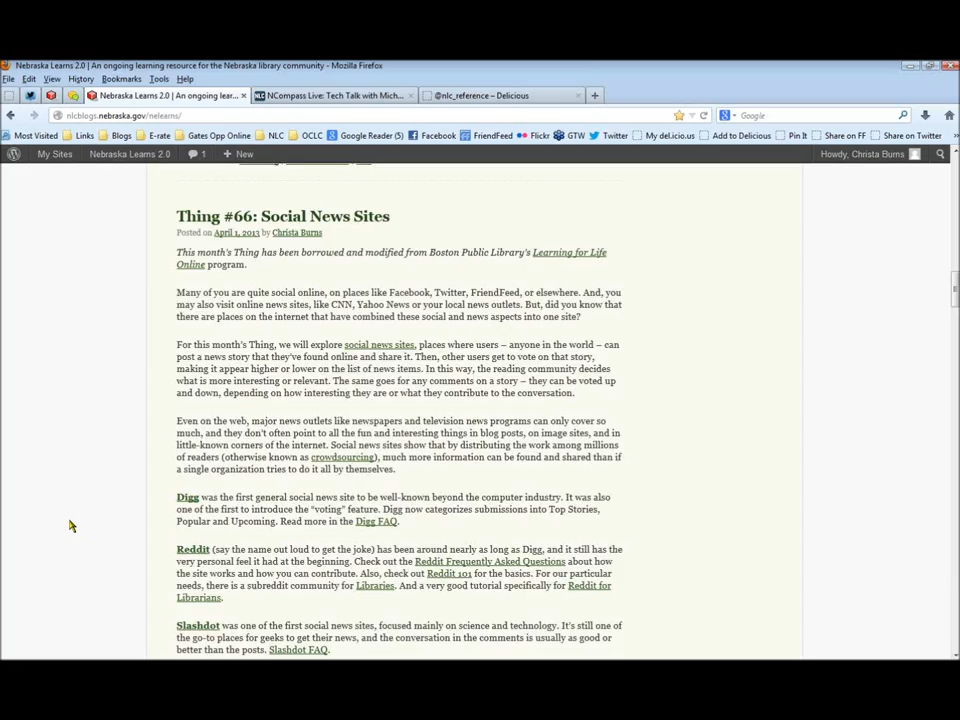 Nebraska Learns 2.0 | An ongoing learning resource for the Nebraska library community - Mozilla Firefox
File Edit View History Bookmarks Tools Help
Nebraska Learns 2.0 | An ongoing lear... × NCompass Live: Tech Talk with Mich... × @nlc_reference – Delicious × +
nlcblogs.nebraska.gov/nelearns/ Google
Most Visited Links Blogs E-rate Gates Opp Online NLC OCLC Google Reader (5) Facebook FriendFeed Flickr GTW Twitter My del.icio.us Add to Delicious Pin It Share on FF Share on Twitter
My Sites Nebraska Learns 2.0 1 + New Howdy, Christa Burns
Thing #66: Social News Sites
Posted on April 1, 2013 by Christa Burns
This month's Thing has been borrowed and modified from Boston Public Library's Learning for Life
Online program.
Many of you are quite social online, on places like Facebook, Twitter, FriendFeed, or elsewhere. And, you
may also visit online news sites, like CNN, Yahoo News or your local news outlets. But, did you know that
there are places on the internet that have combined these social and news aspects into one site?
For this month's Thing, we will explore social news sites, places where users – anyone in the world – can
post a news story that they've found online and share it. Then, other users get to vote on that story,
making it appear higher or lower on the list of news items. In this way, the reading community decides
what is more interesting or relevant. The same goes for any comments on a story – they can be voted up
and down, depending on how interesting they are or what they contribute to the conversation.
Even on the web, major news outlets like newspapers and television news programs can only cover so
much, and they don't often point to all the fun and interesting things in blog posts, on image sites, and in
little-known corners of the internet. Social news sites show that by distributing the work among millions
of readers (otherwise known as crowdsourcing), much more information can be found and shared than if
a single organization tries to do it all by themselves.
Digg was the first general social news site to be well-known beyond the computer industry. It was also
one of the first to introduce the “voting” feature. Digg now categorizes submissions into Top Stories,
Popular and Upcoming. Read more in the Digg FAQ.
Reddit (say the name out loud to get the joke) has been around nearly as long as Digg, and it still has the
very personal feel it had at the beginning. Check out the Reddit Frequently Asked Questions about how
the site works and how you can contribute. Also, check out Reddit 101 for the basics. For our particular
needs, there is a subreddit community for Libraries. And a very good tutorial specifically for Reddit for
Librarians.
Slashdot was one of the first social news sites, focused mainly on science and technology. It's still one of
the go-to places for geeks to get their news, and the conversation in the comments is usually as good or
better than the posts. Slashdot FAQ.